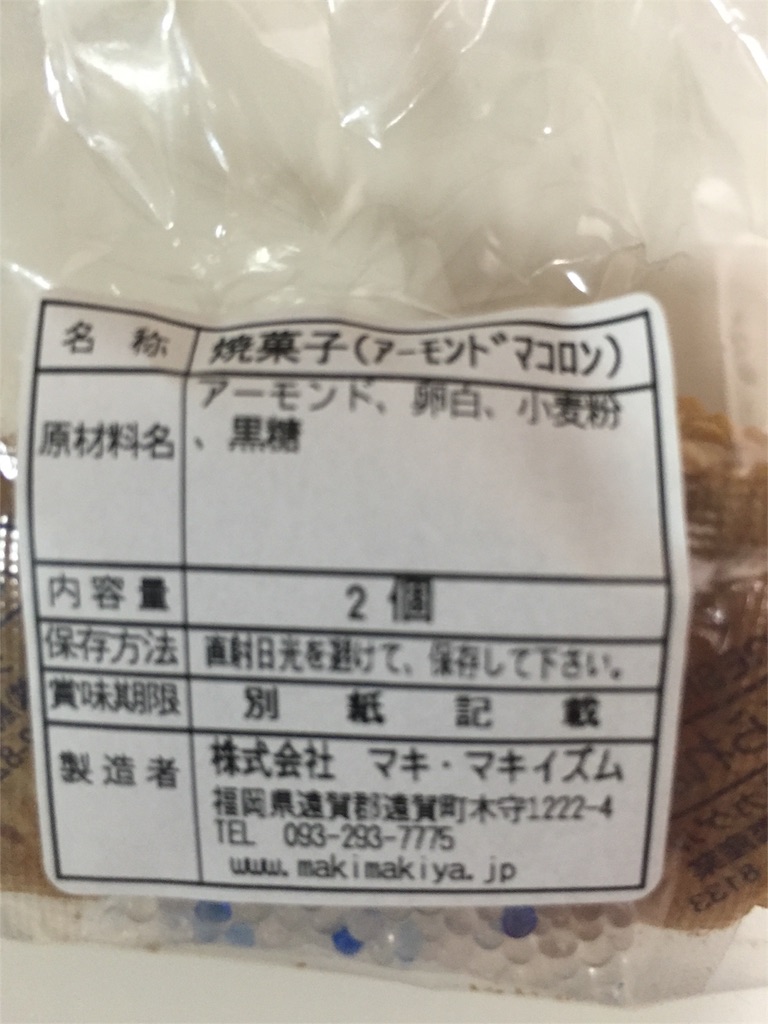 名称 焼菓子(アーモンドマコロン)
原材料名 アーモンド、卵白、小麦粉
、黒糖
内容量 2個
保存方法 直射日光を避けて、保存して下さい。
賞味期限 別紙記載
製造者 株式会社 マキ・マキイズム
福岡県遠賀郡遠賀町木守1222-4
TEL 093-293-7775
www.makimakiya.jp